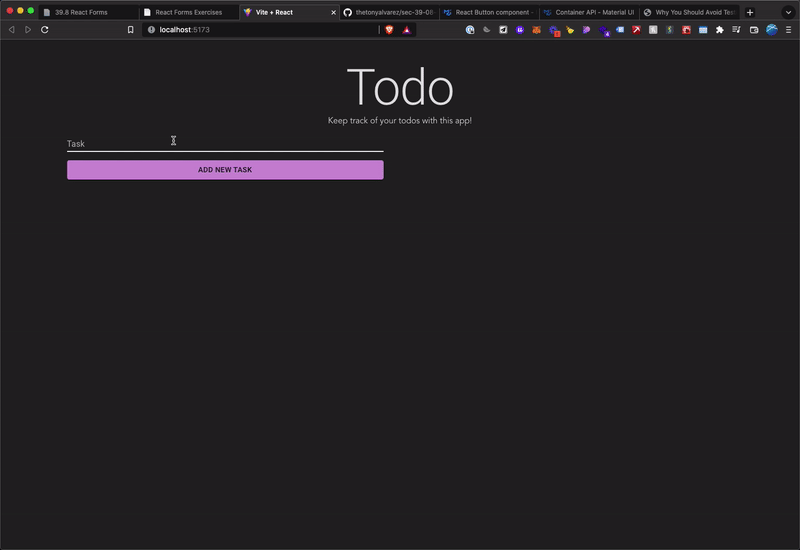 39.8 React Forms
React Forms Exercises
Vite + React
thetonyalvarez/sec-39-08
React Button component -
Container API - Material UI
Why You Should Avoid Tes
localhost:5173
Todo
Keep track of your todos with this app!
Task
ADD NEW TASK